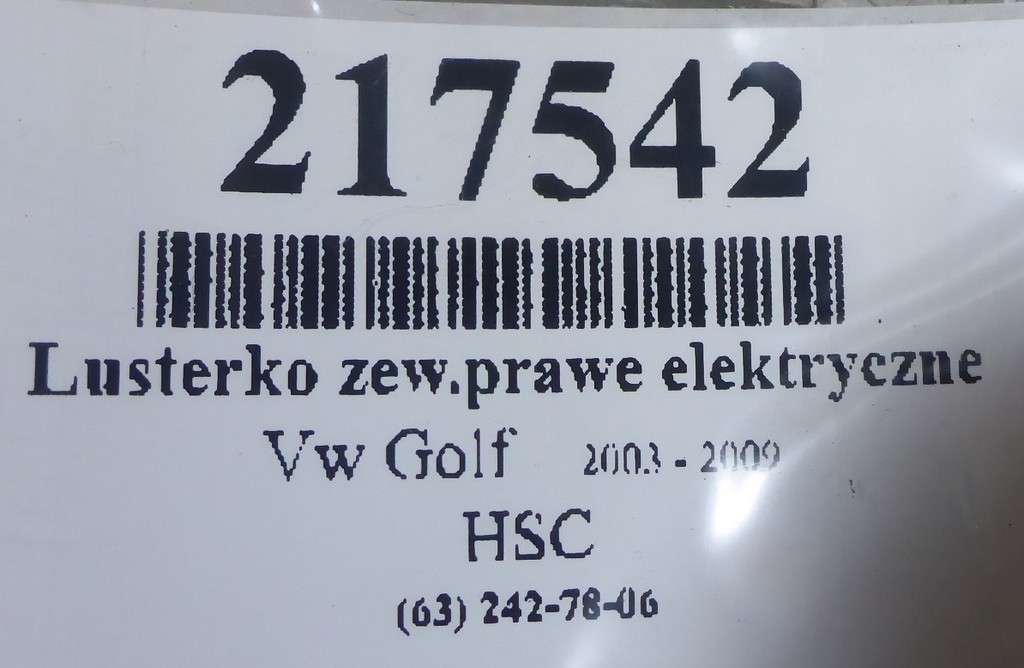 217542
Lusterko zew.prawe elektryczne
Vw Golf 2003 - 2009
HSC
(63) 242-78-06